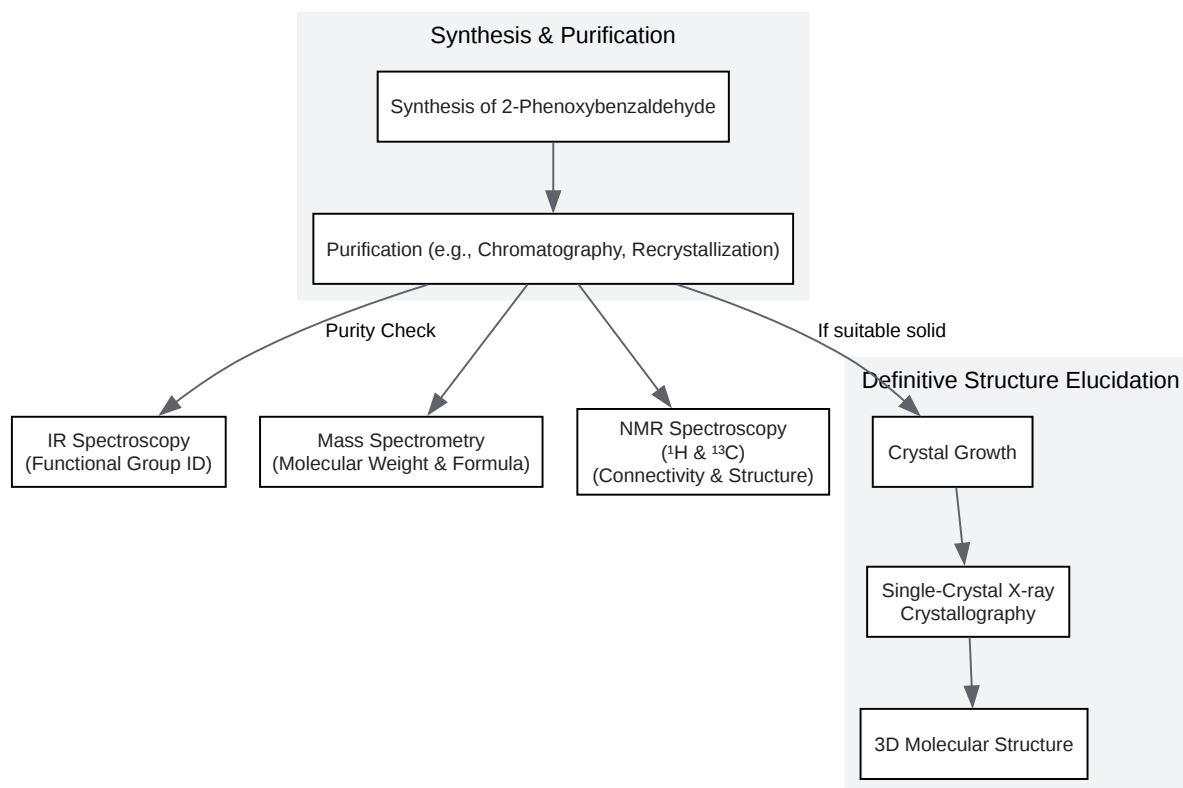 Synthesis & Purification
Synthesis of 2-Phenoxybenzaldehyde
Purification (e.g., Chromatography, Recrystallization)
Purity Check
If suitable solid
Definitive Structure Elucidation
IR Spectroscopy
(Functional Group ID)
Mass Spectrometry
(Molecular Weight & Formula)
NMR Spectroscopy
(¹H & ¹³C)
(Connectivity & Structure)
Crystal Growth
Single-Crystal X-ray
Crystallography
3D Molecular Structure